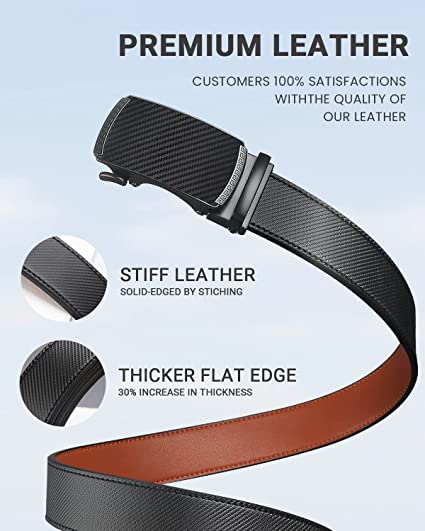 PREMIUM LEATHER
CUSTOMERS 100% SATISFACTIONS
WITHTHE QUALITY OF
OUR LEATHER
STIFF LEATHER
SOLID-EDGED BY STICHING
THICKER FLAT EDGE
30% INCREASE IN THICKNESS